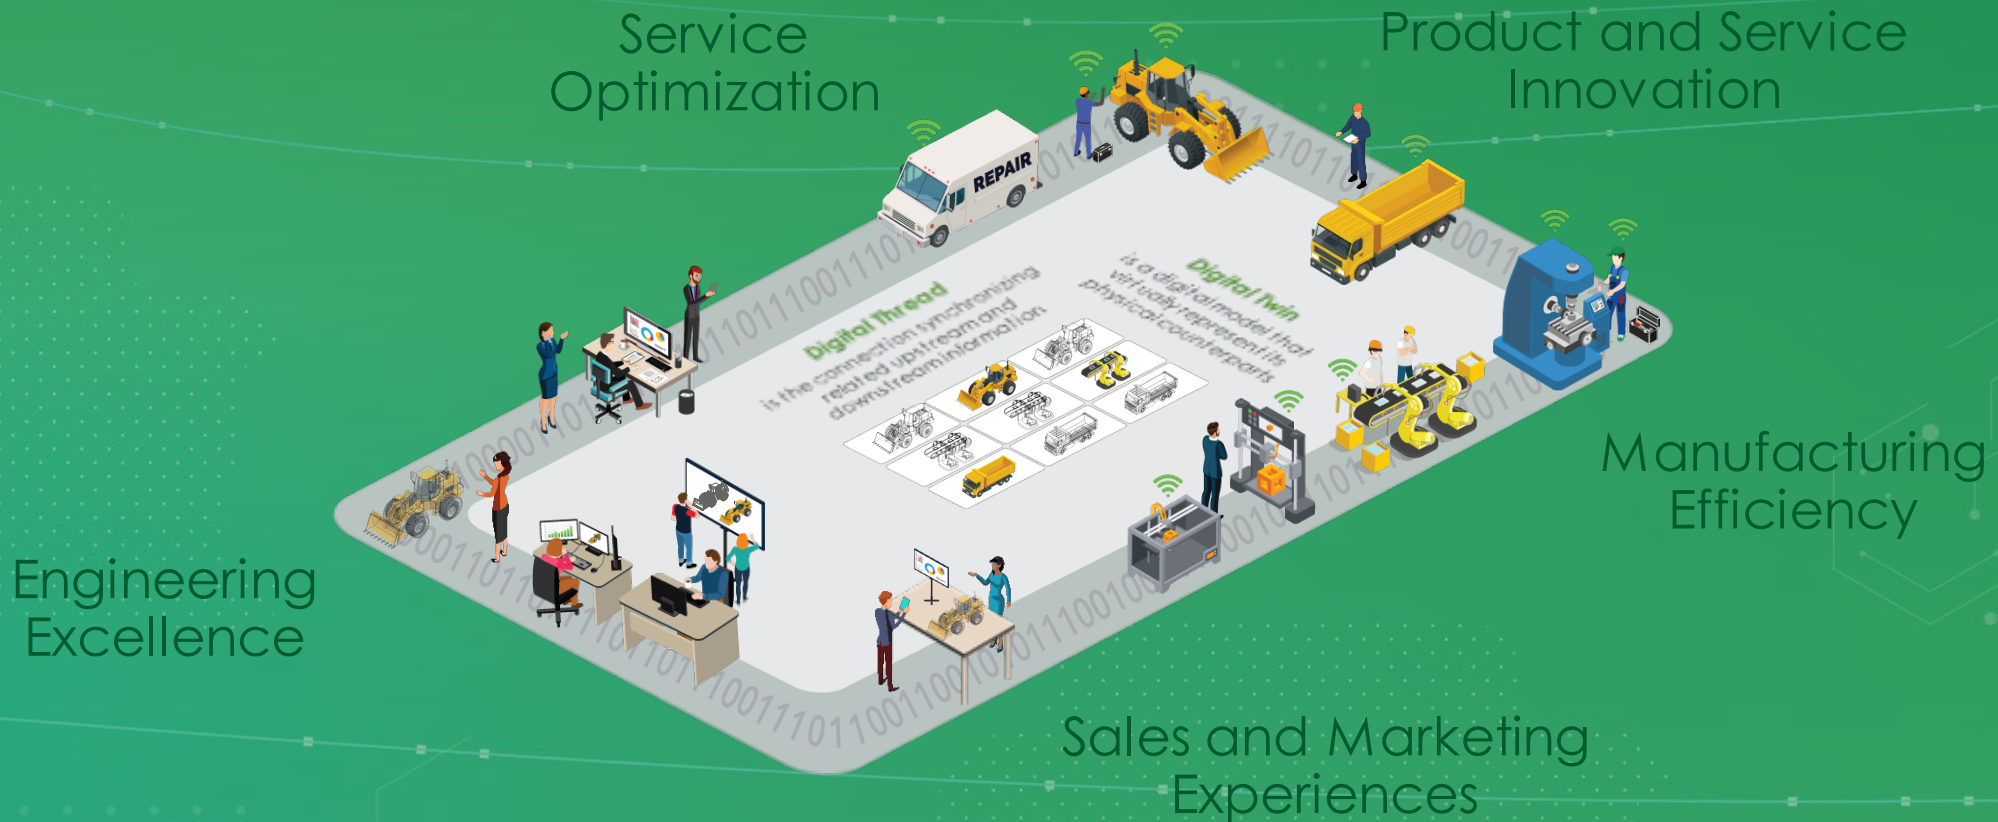 Service
Optimization
Product and Service
Innovation
REPAIR
Digital Thread
is the connection synchronizing
related upstream and
downstream information
Digital Twin
is a digital model that
virtually represent its
physical counterparts
Manufacturing
Efficiency
Engineering
Excellence
Sales and Marketing
Experiences